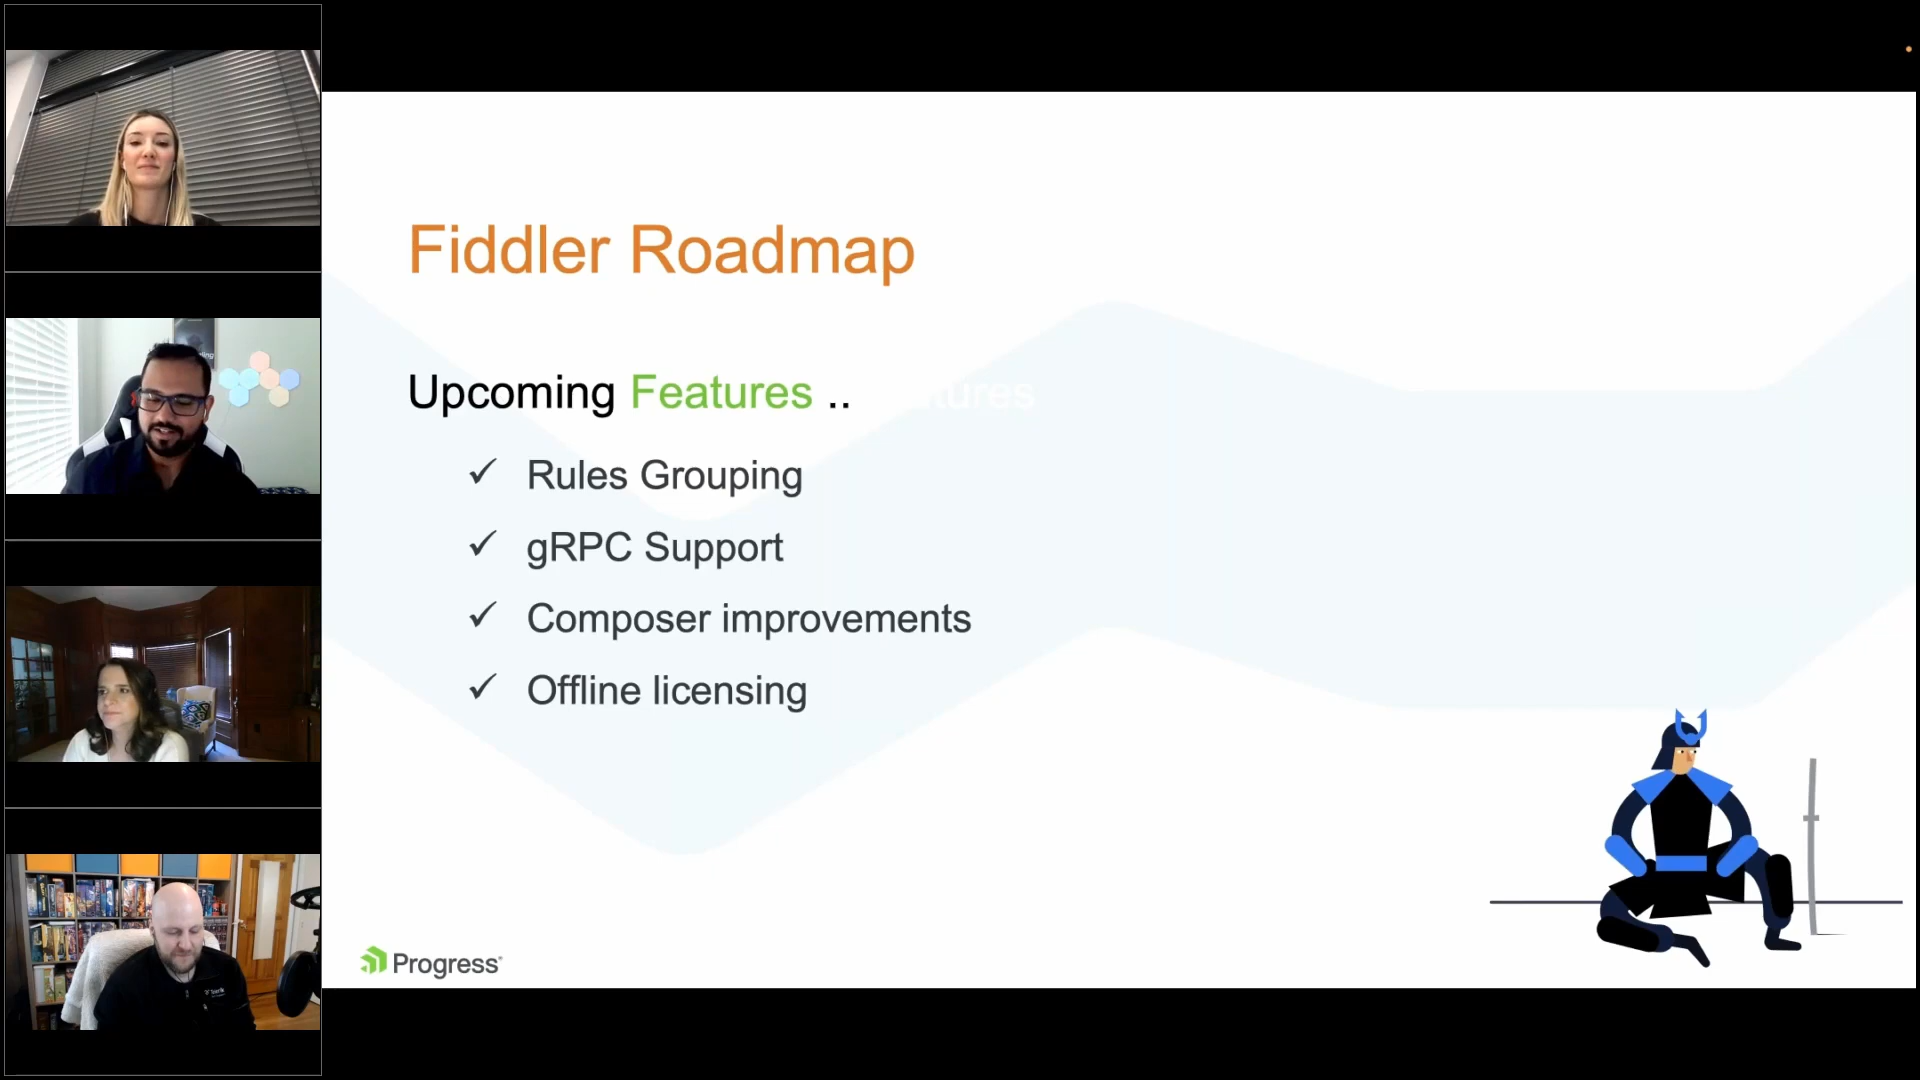 Fiddler Roadmap
Upcoming Features ..
Rules Grouping
gRPC Support
Composer improvements
Offline licensing
Progress